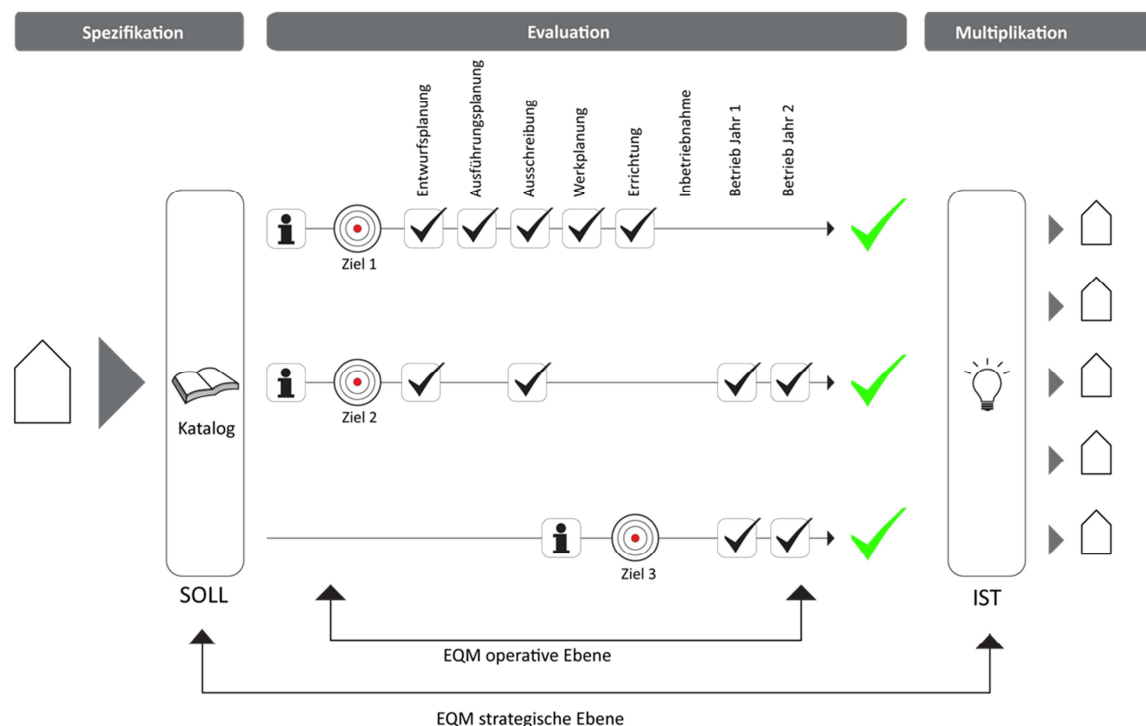 Spezifikation
Evaluation
Multiplikation
Entwurfsplanung
Ausführungsplanung
Ausschreibung
Werkplanung
Errichtung
Inbetriebnahme
Betrieb Jahr 1
Betrieb Jahr 2
Ziel 1
Katalog
Ziel 2
Ziel 3
SOLL
IST
EQM operative Ebene
EQM strategische Ebene